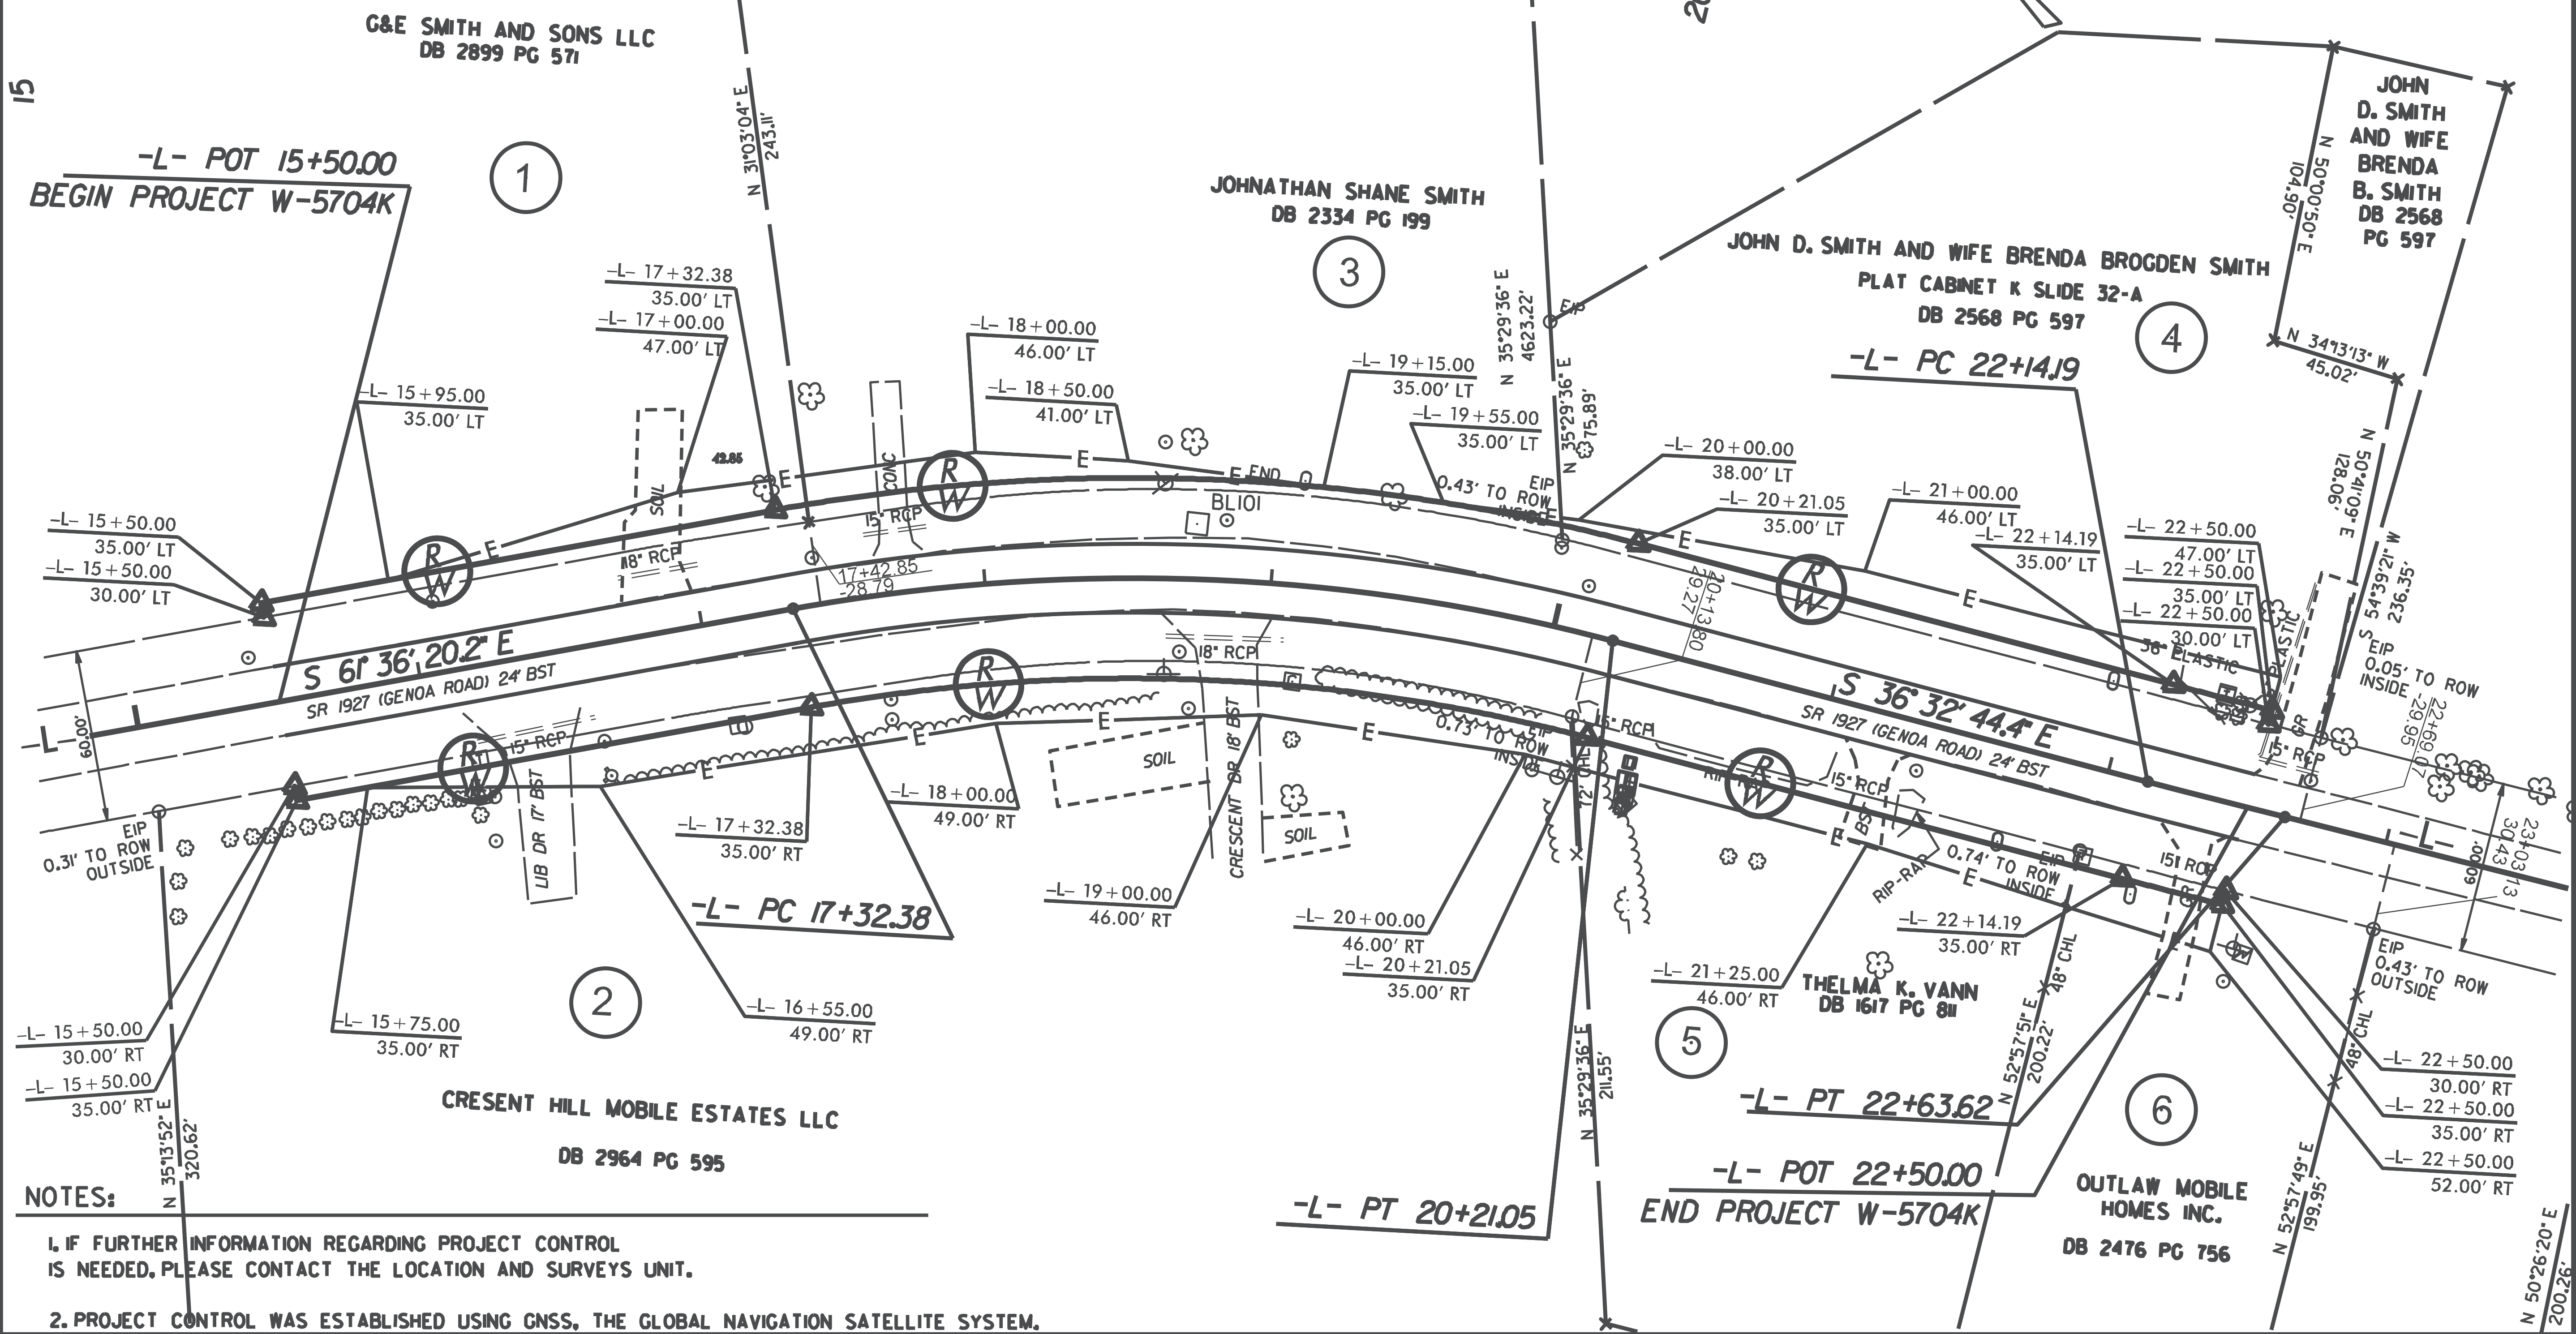 G&E SMITH AND SONS LLC
DB 2899 PG 571
15
20
-L- POT 15+50.00
BEGIN PROJECT W-5704K
1
N 31°03'04" E
243.11'
JOHNATHAN SHANE SMITH
DB 2334 PG 199
3
JOHN
D. SMITH
AND WIFE
BRENDA
B. SMITH
DB 2568
PG 597
N 50°00'50" E
104.90'
JOHN D. SMITH AND WIFE BRENDA BROGDEN SMITH
PLAT CABINET K SLIDE 32-A
DB 2568 PG 597
4
-L- PC 22+14.19
N 34°13'13" W
45.02'
-L- 17+32.38
35.00' LT
-L- 17+00.00
47.00' LT
-L- 15+95.00
35.00' LT
-L- 18+00.00
46.00' LT
-L- 18+50.00
41.00' LT
-L- 19+15.00
35.00' LT
-L- 19+55.00
35.00' LT
N 35°29'36" E
4623.22'
EIP
N 35°29'36" E
75.89'
-L- 20+00.00
38.00' LT
-L- 20+21.05
35.00' LT
-L- 21+00.00
46.00' LT
-L- 22+14.19
35.00' LT
-L- 22+50.00
47.00' LT
-L- 22+50.00
35.00' LT
-L- 22+50.00
30.00' LT
N 50°41'09" E
128.06'
S 54°39'21" W
236.35'
-L- 15+50.00
35.00' LT
-L- 15+50.00
30.00' LT
R
W
E
SOIL
42.85
E
CONC
15" RCP
18" RCP
R
W
E
E
END
BL101
0.43' TO ROW
INSIDE
EIP
E
E
R
W
E
36" PLASTIC
PLASTIC
GR
15" RCP
EIP
0.05' TO ROW
INSIDE
17+42.85
-28.79
20+13.80
29.27
22+69.07
-29.95
23+03.13
30.43
L
60.00'
S 61° 36' 20.2" E
SR 1927 (GENOA ROAD) 24' BST
S 36° 32' 44.4" E
SR 1927 (GENOA ROAD) 24' BST
L
60.00'
EIP
0.31' TO ROW
OUTSIDE
R
W
15" RCP
LIB DR 17' BST
E
E
E
R
W
18" RCP
CRESCENT DR 18' BST
SOIL
SOIL
E
0.73' TO ROW
INSIDE
EIP
15" RCP
R
W
15" RCP
BST
E
RIP-RAP
E
0.74' TO ROW
INSIDE
EIP
15" RCP
GR
EIP
0.43' TO ROW
OUTSIDE
-L- 17+32.38
35.00' RT
-L- 18+00.00
49.00' RT
-L- PC 17+32.38
-L- 19+00.00
46.00' RT
-L- 20+00.00
46.00' RT
-L- 20+21.05
35.00' RT
-L- 21+25.00
46.00' RT
-L- 22+14.19
35.00' RT
-L- 15+50.00
30.00' RT
-L- 15+50.00
35.00' RT
-L- 15+75.00
35.00' RT
-L- 16+55.00
49.00' RT
2
CRESENT HILL MOBILE ESTATES LLC
DB 2964 PG 595
N 35°13'52" E
320.62'
N 35°29'36" E
211.55'
5
THELMA K. VANN
DB 1617 PG 811
48" CHL
N 52°57'51" E
200.22'
-L- PT 22+63.62
-L- POT 22+50.00
END PROJECT W-5704K
-L- PT 20+21.05
6
OUTLAW MOBILE
HOMES INC.
DB 2476 PG 756
48" CHL
N 52°57'49" E
199.95'
-L- 22+50.00
30.00' RT
-L- 22+50.00
35.00' RT
-L- 22+50.00
52.00' RT
N 50°26'20" E
200.26'
NOTES:
1. IF FURTHER INFORMATION REGARDING PROJECT CONTROL
IS NEEDED, PLEASE CONTACT THE LOCATION AND SURVEYS UNIT.
2. PROJECT CONTROL WAS ESTABLISHED USING GNSS, THE GLOBAL NAVIGATION SATELLITE SYSTEM.